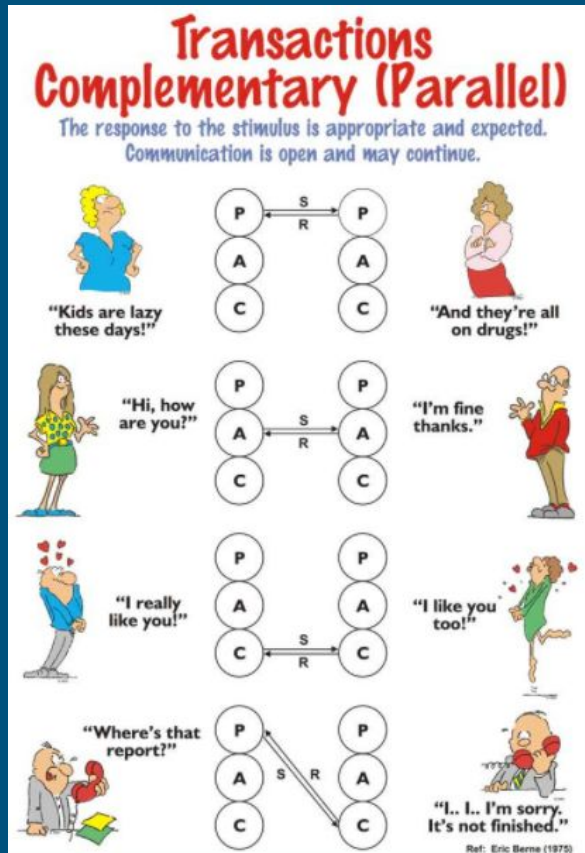 Transactions
Complementary (Parallel)
The response to the stimulus is appropriate and expected.
Communication is open and may continue.
P
S
P
R
A
A
"Kids are lazy
these days!"
C
C
"And they're all
on drugs!"
P
P
"Hi, how
are you?"
S
"I'm fine
thanks."
A
A
R
C
C
P
P
"I really
like you!"
A
A
"I like you
too!"
S
C
C
R
"Where's that
report?"
P
P
A
S
R
A
C
C
"I.. I.. I'm sorry.
It's not finished."
Ref: Eric Berne (1975)